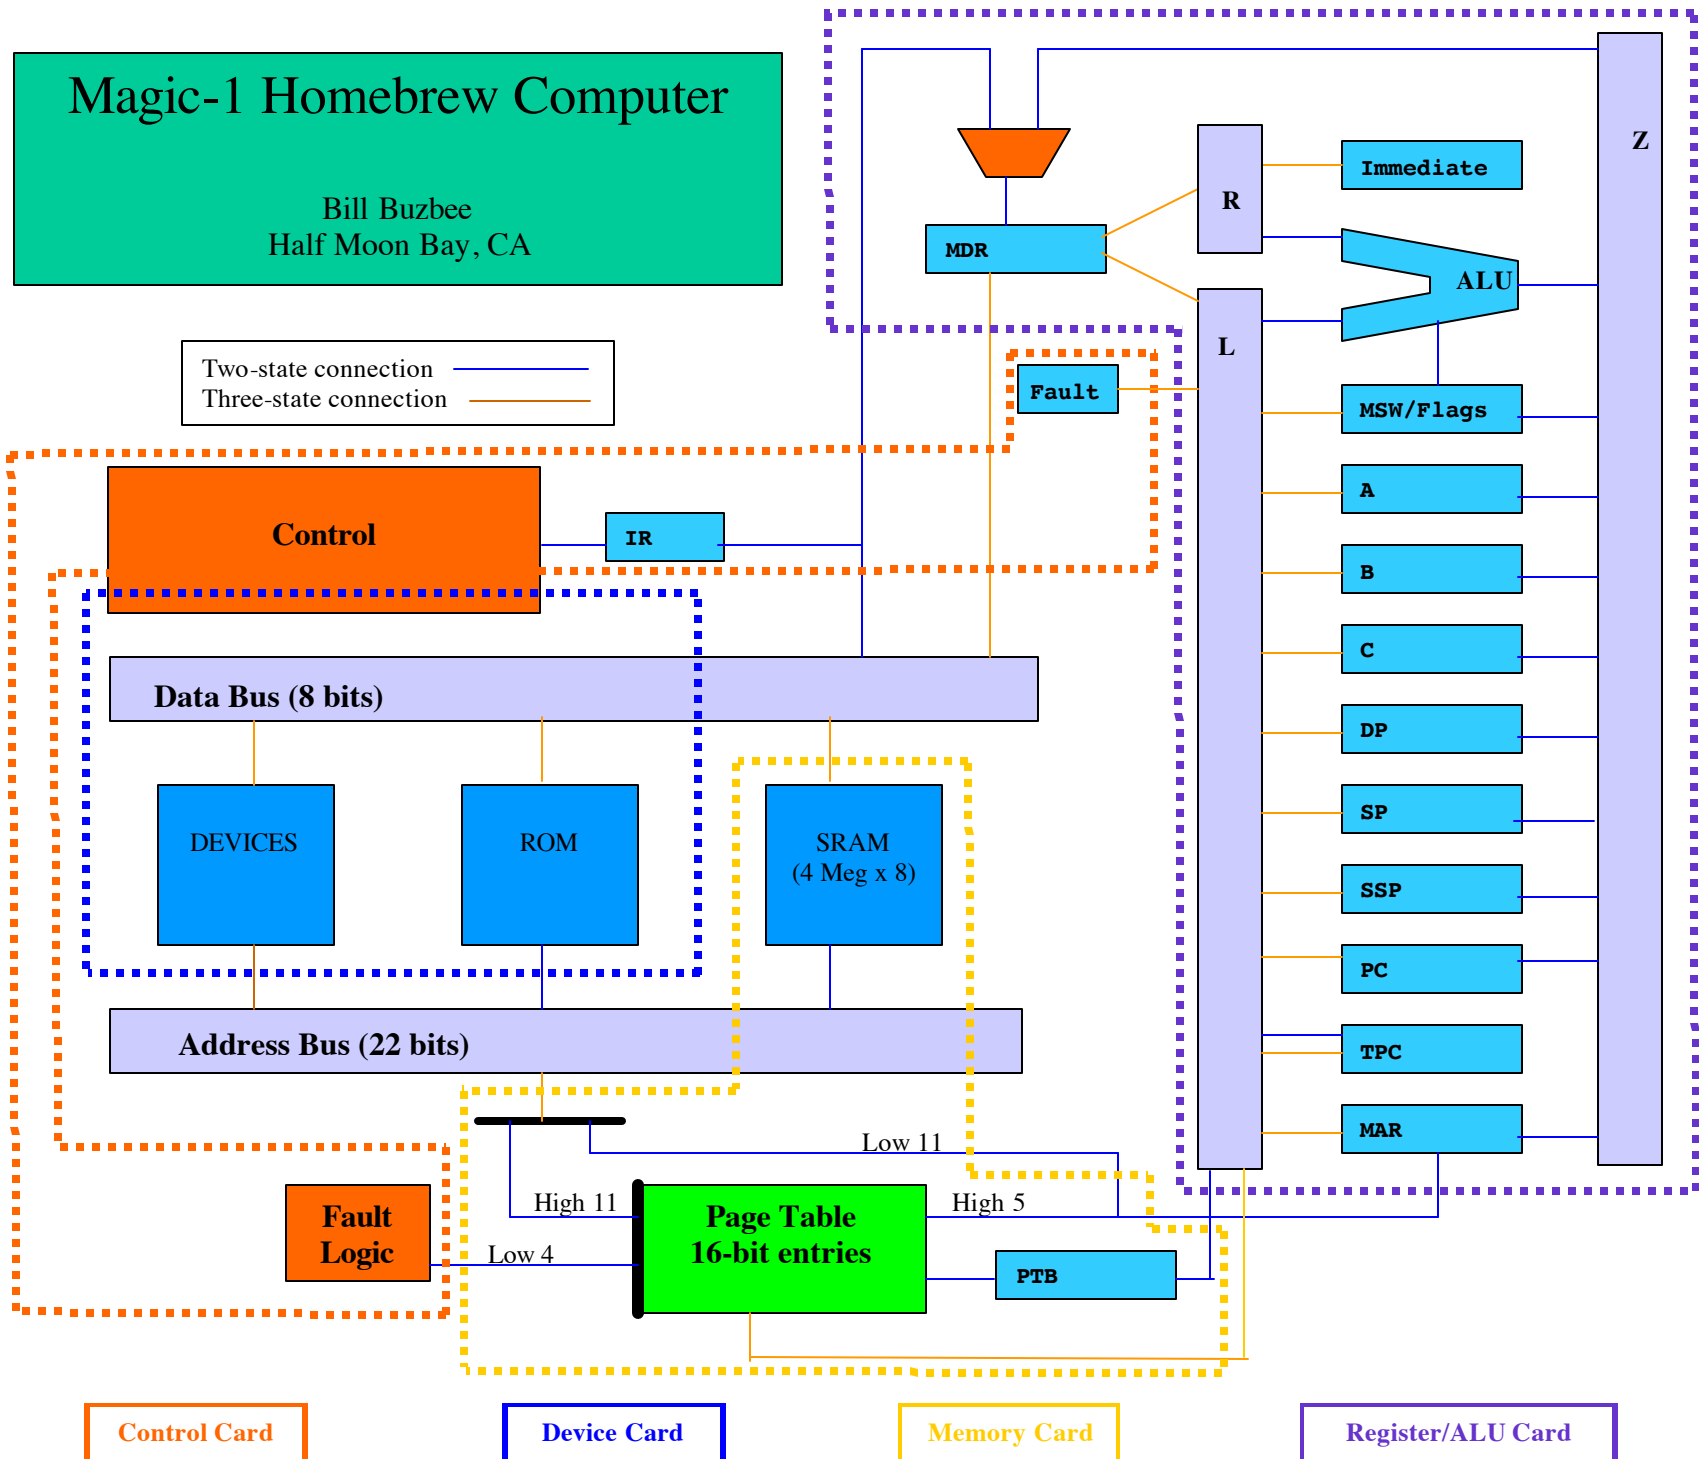 Magic-1 Homebrew Computer
Bill Buzbee
Half Moon Bay, CA
Two-state connection
Three-state connection
Z
Immediate
R
MDR
ALU
L
Fault
MSW/Flags
A
Control
IR
B
C
Data Bus (8 bits)
DP
SP
DEVICES
ROM
SRAM
(4 Meg x 8)
SSP
PC
Address Bus (22 bits)
TPC
MAR
Low 11
High 11
High 5
Fault
Logic
Low 4
Page Table
16-bit entries
PTB
Control Card
Device Card
Memory Card
Register/ALU Card